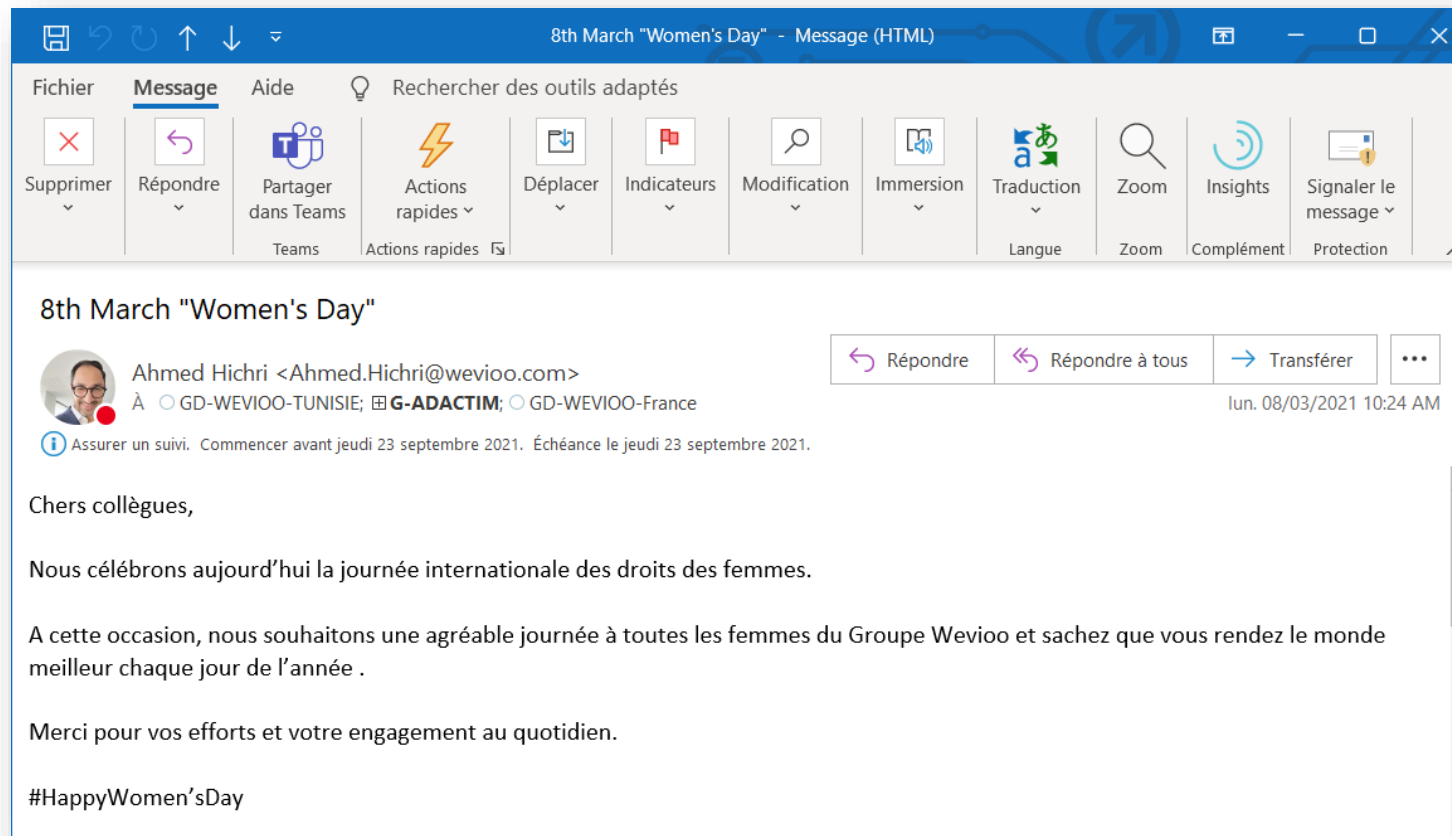 8th March "Women's Day" - Message (HTML)
Fichier Message Aide Rechercher des outils adaptés
Supprimer Répondre Partager dans Teams Actions rapides Déplacer Indicateurs Modification Immersion Traduction Zoom Insights Signaler le message
Teams Actions rapides Langue Zoom Complément Protection
8th March "Women's Day"
Ahmed Hichri <Ahmed.Hichri@wevioo.com>
Répondre Répondre à tous Transférer
À GD-WEVIOO-TUNISIE; G-ADACTIM; GD-WEVIOO-France
lun. 08/03/2021 10:24 AM
Assurer un suivi. Commencer avant jeudi 23 septembre 2021. Échéance le jeudi 23 septembre 2021.
Chers collègues,
Nous célébrons aujourd’hui la journée internationale des droits des femmes.
A cette occasion, nous souhaitons une agréable journée à toutes les femmes du Groupe Wevioo et sachez que vous rendez le monde
meilleur chaque jour de l’année .
Merci pour vos efforts et votre engagement au quotidien.
#HappyWomen’sDay